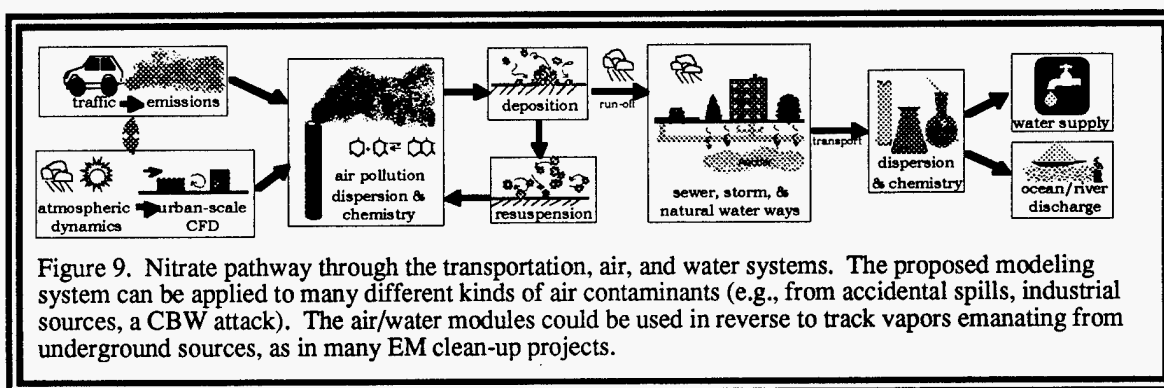 traffic emissions
atmospheric dynamics
urban-scale CFD
air pollution
dispersion &
chemistry
deposition
resuspension
run-off
sewer, storm, &
natural water ways
transport
dispersion
& chemistry
water supply
ocean/river
discharge
Figure 9. Nitrate pathway through the transportation, air, and water systems. The proposed modeling
system can be applied to many different kinds of air contaminants (e.g., from accidental spills, industrial
sources, a CBW attack). The air/water modules could be used in reverse to track vapors emanating from
underground sources, as in many EM clean-up projects.